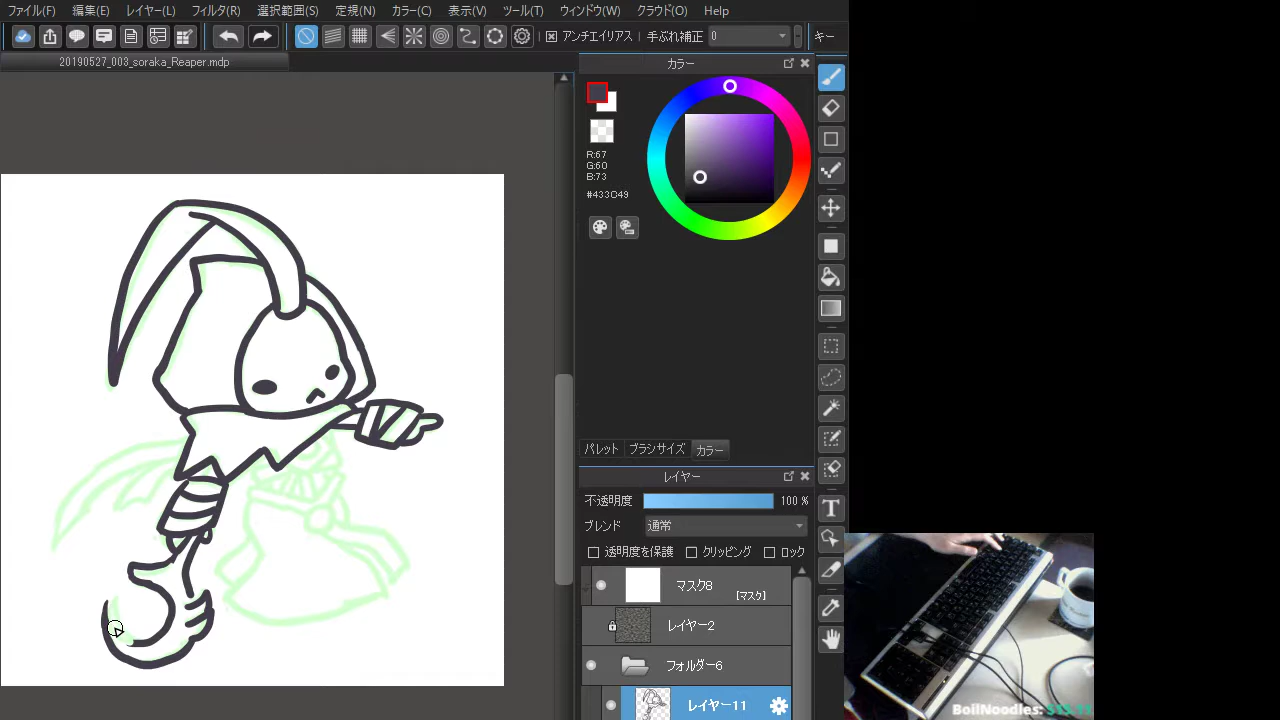 ファイル(F) 編集(E) レイヤー(L) フィルタ(R) 選択範囲(S) 定規(N) カラー(C) 表示(V) ツール(T) ウィンドウ(W) クラウド(O) Help
アンチエイリアス 手ぶれ補正 0 キー
20190527_003_soraka_Reaper.mdp
カラー
R:67
G:60
B:73
#433C49
パレット ブラシサイズ カラー
レイヤー
不透明度 100 %
ブレンド 通常
透明度を保護 クリッピング ロック
マスク8
[マスク]
レイヤー2
フォルダー6
レイヤー11
T
BoilNoodles: $13.11